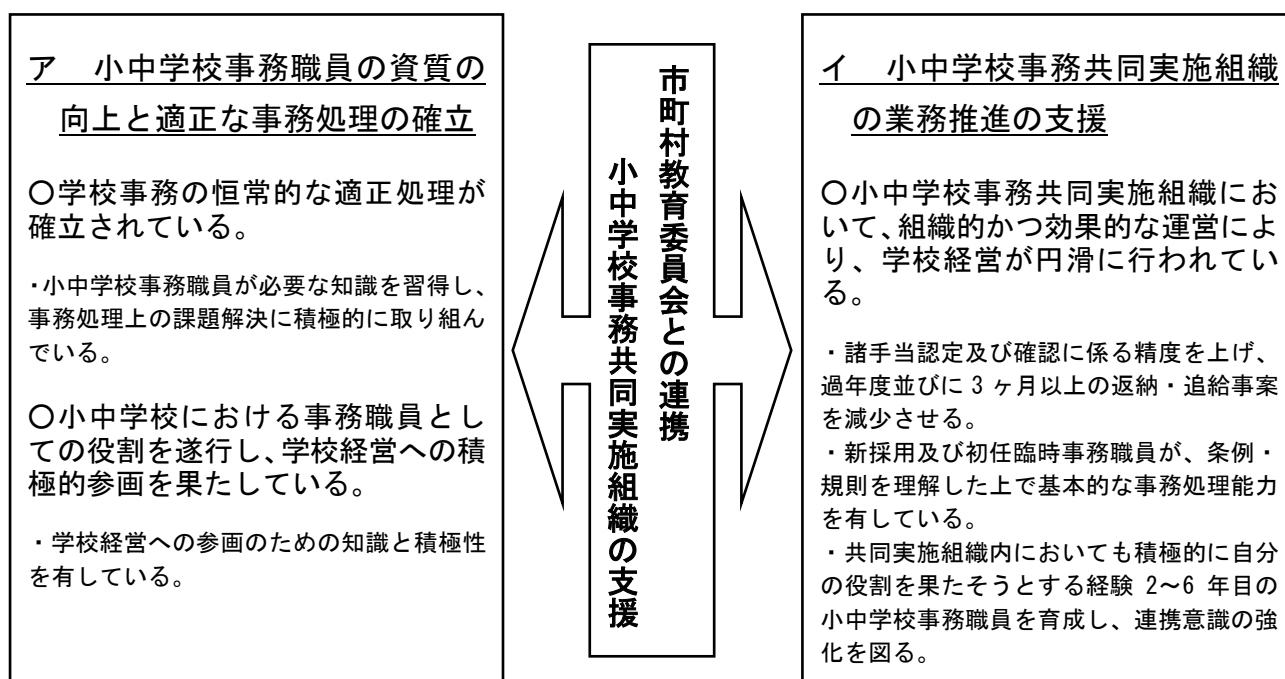 ア　小中学校事務職員の資質の
向上と適正な事務処理の確立
〇学校事務の恒常的な適正処理が
確立されている。
・小中学校事務職員が必要な知識を習得し、
事務処理上の課題解決に積極的に取り組ん
でいる。
〇小中学校における事務職員とし
ての役割を遂行し、学校経営への積
極的参画を果たしている。
・学校経営への参画のための知識と積極性
を有している。
市町村教育委員会との連携
小中学校事務共同実施組織の支援
イ　小中学校事務共同実施組織
の業務推進の支援
〇小中学校事務共同実施組織にお
いて、組織的かつ効果的な運営によ
り、学校経営が円滑に行われてい
る。
・諸手当認定及び確認に係る精度を上げ、
過年度並びに 3 ヶ月以上の返納・追給事案
を減少させる。
・新採用及び初任臨時事務職員が、条例・
規則を理解した上で基本的な事務処理能力
を有している。
・共同実施組織内においても積極的に自分
の役割を果たそうとする経験 2～6 年目の
小中学校事務職員を育成し、連携意識の強
化を図る。